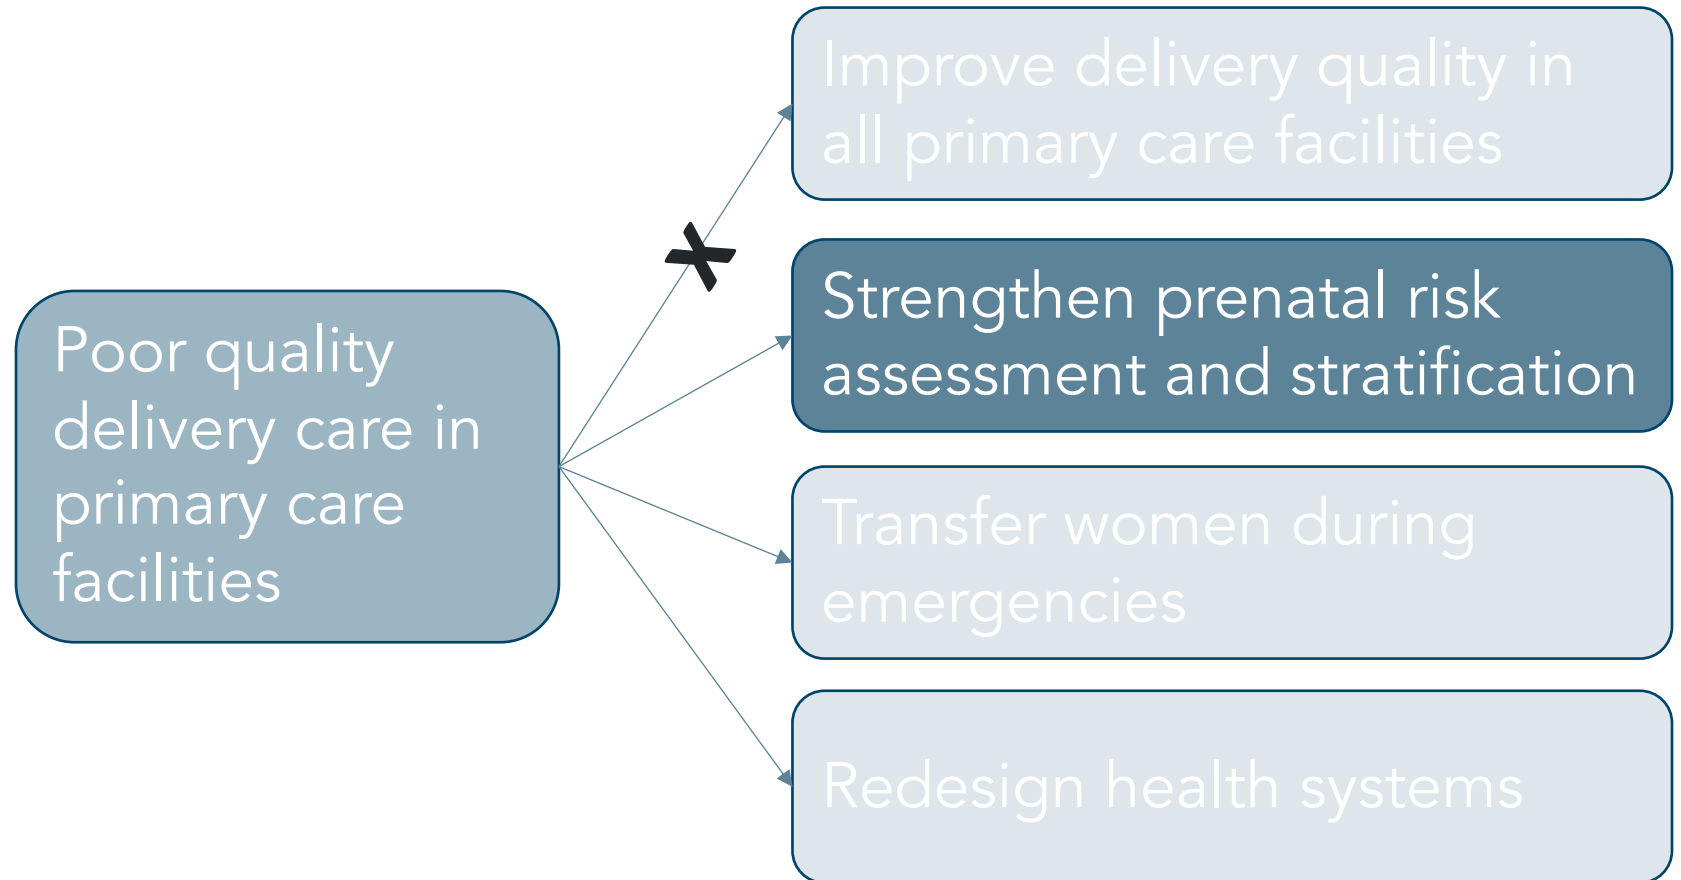 Poor quality
delivery care in
primary care
facilities
Improve delivery quality in
all primary care facilities
Strengthen prenatal risk
assessment and stratification
Transfer women during
emergencies
Redesign health systems